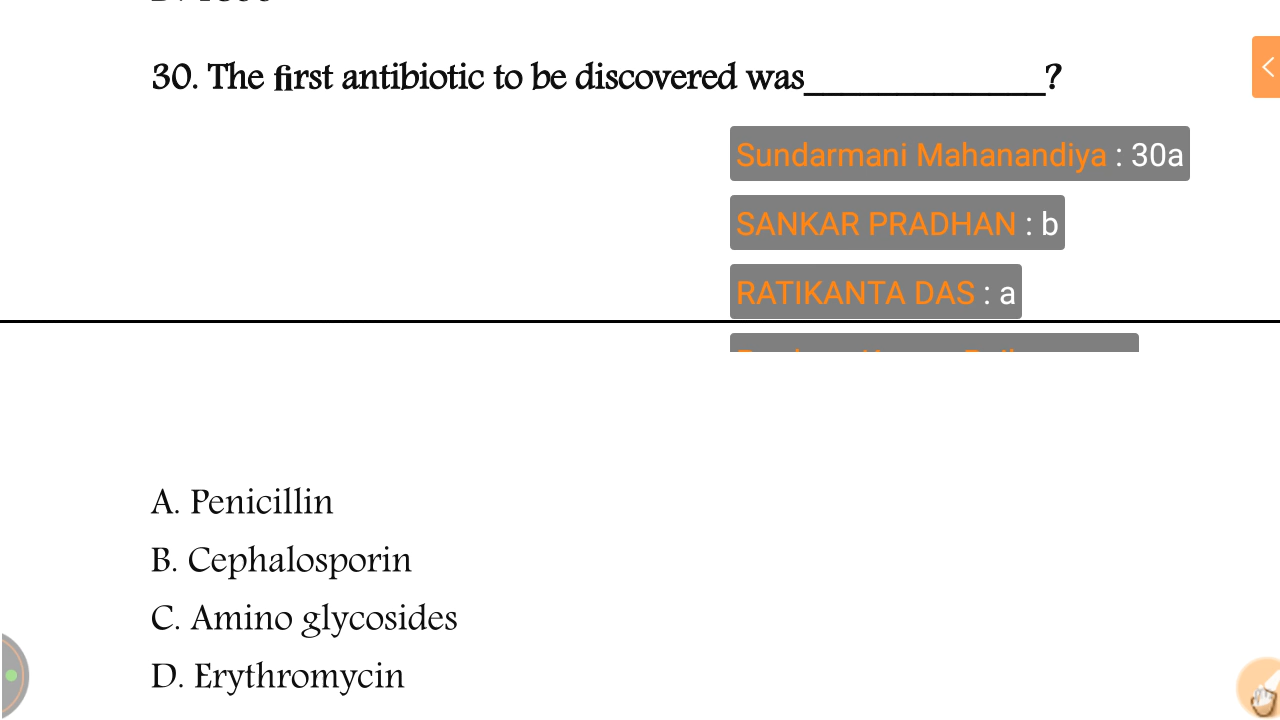 30. The first antibiotic to be discovered was_____________?
Sundarmani Mahanandiya : 30a
SANKAR PRADHAN : b
RATIKANTA DAS : a
A. Penicillin
B. Cephalosporin
C. Amino glycosides
D. Erythromycin